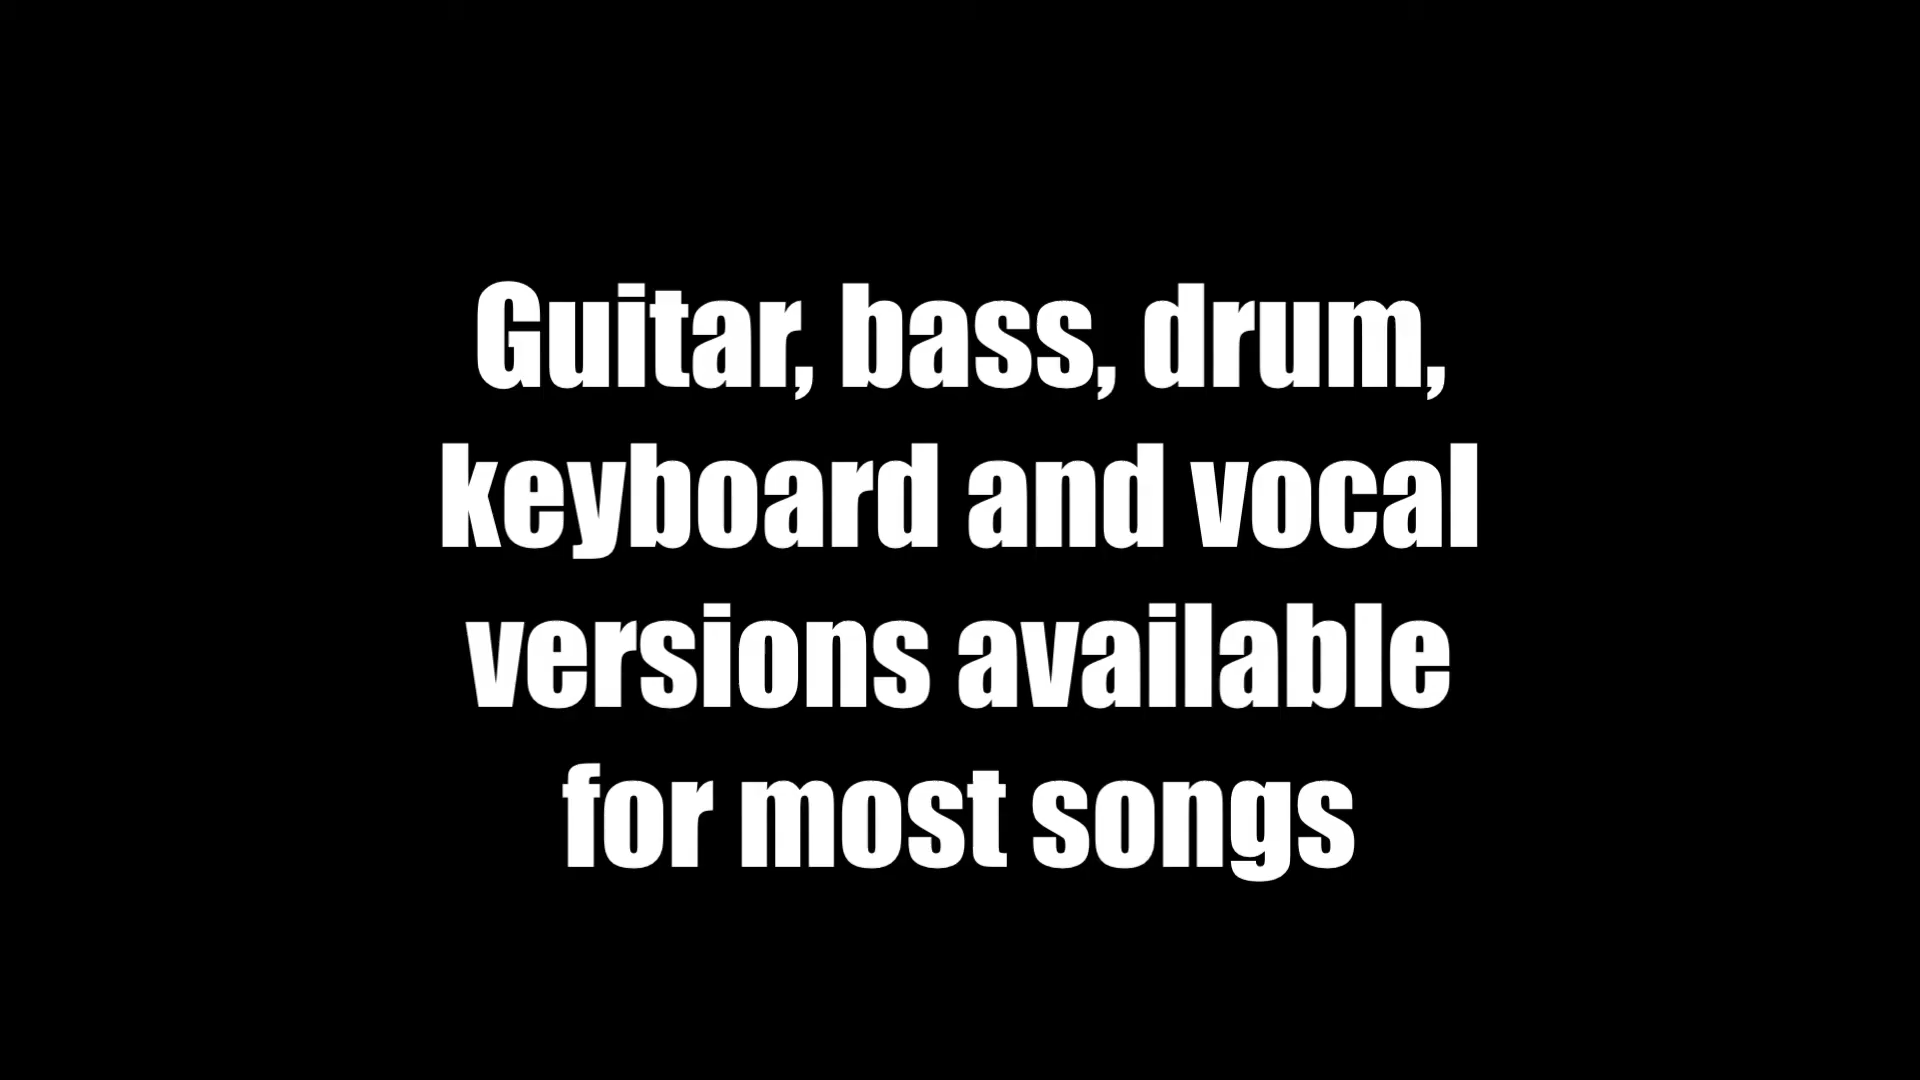 Guitar, bass, drum,
keyboard and vocal
versions available
for most songs